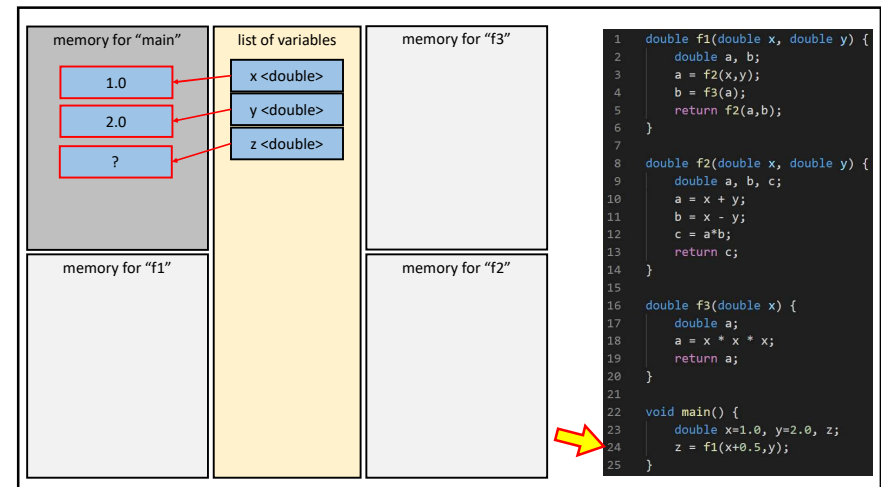 memory for “main”
1.0
2.0
?
list of variables
x <double>
y <double>
z <double>
memory for “f3”
memory for “f1”
memory for “f2”
1 double f1(double x, double y) {
2 double a, b;
3 a = f2(x,y);
4 b = f3(a);
5 return f2(a,b);
6 }
7
8 double f2(double x, double y) {
9 double a, b, c;
10 a = x + y;
11 b = x - y;
12 c = a*b;
13 return c;
14 }
15
16 double f3(double x) {
17 double a;
18 a = x * x * x;
19 return a;
20 }
21
22 void main() {
23 double x=1.0, y=2.0, z;
24 z = f1(x+0.5,y);
25 }